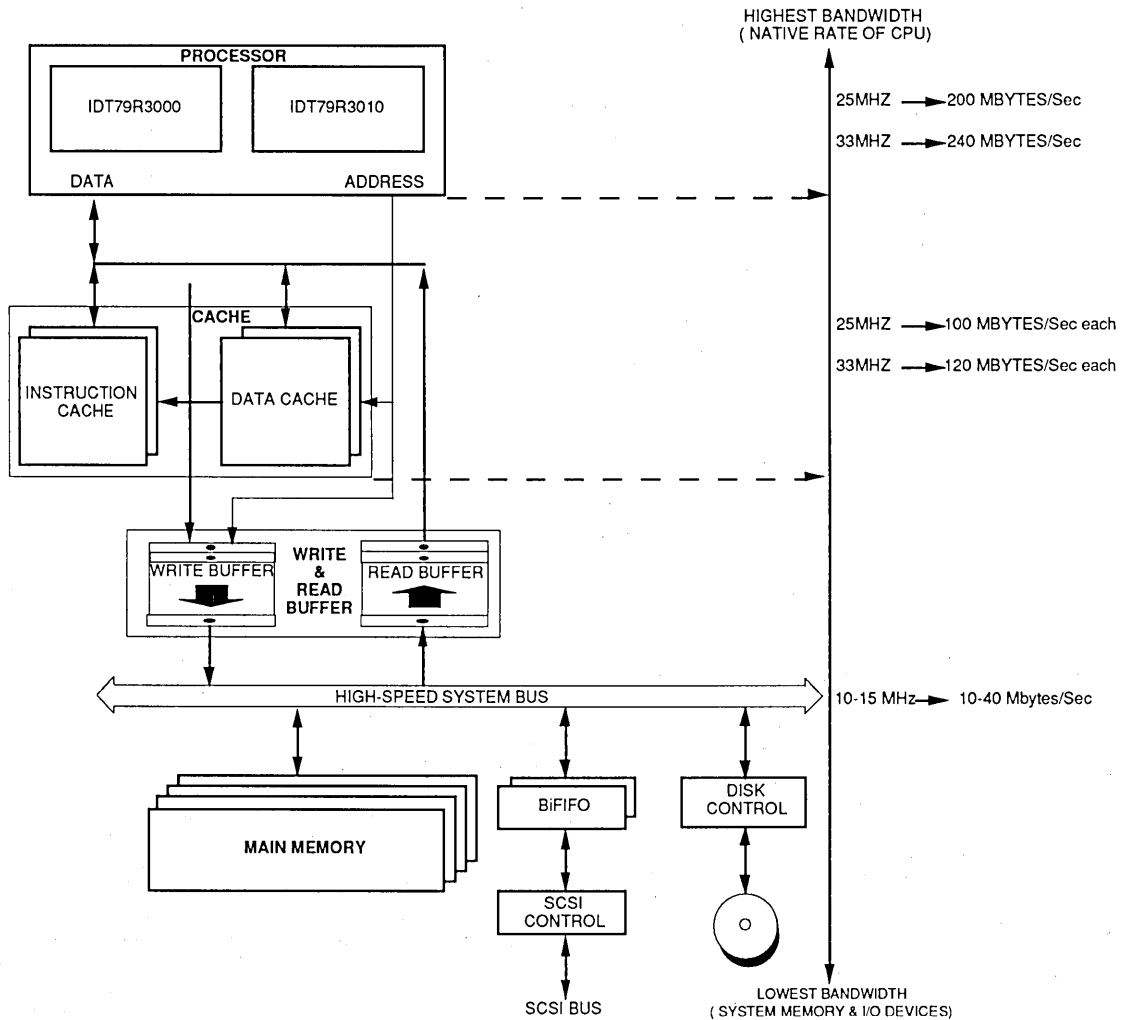 HIGHEST BANDWIDTH
( NATIVE RATE OF CPU)
PROCESSOR
IDT79R3000
IDT79R3010
DATA
ADDRESS
25MHZ 200 MBYTES/Sec
33MHZ 240 MBYTES/Sec
CACHE
INSTRUCTION
CACHE
DATA CACHE
25MHZ 100 MBYTES/Sec each
33MHZ 120 MBYTES/Sec each
WRITE BUFFER
WRITE
&
READ
BUFFER
READ BUFFER
HIGH-SPEED SYSTEM BUS
10-15 MHz 10-40 Mbytes/Sec
MAIN MEMORY
BiFIFO
DISK
CONTROL
SCSI
CONTROL
SCSI BUS
LOWEST BANDWIDTH
( SYSTEM MEMORY & I/O DEVICES)